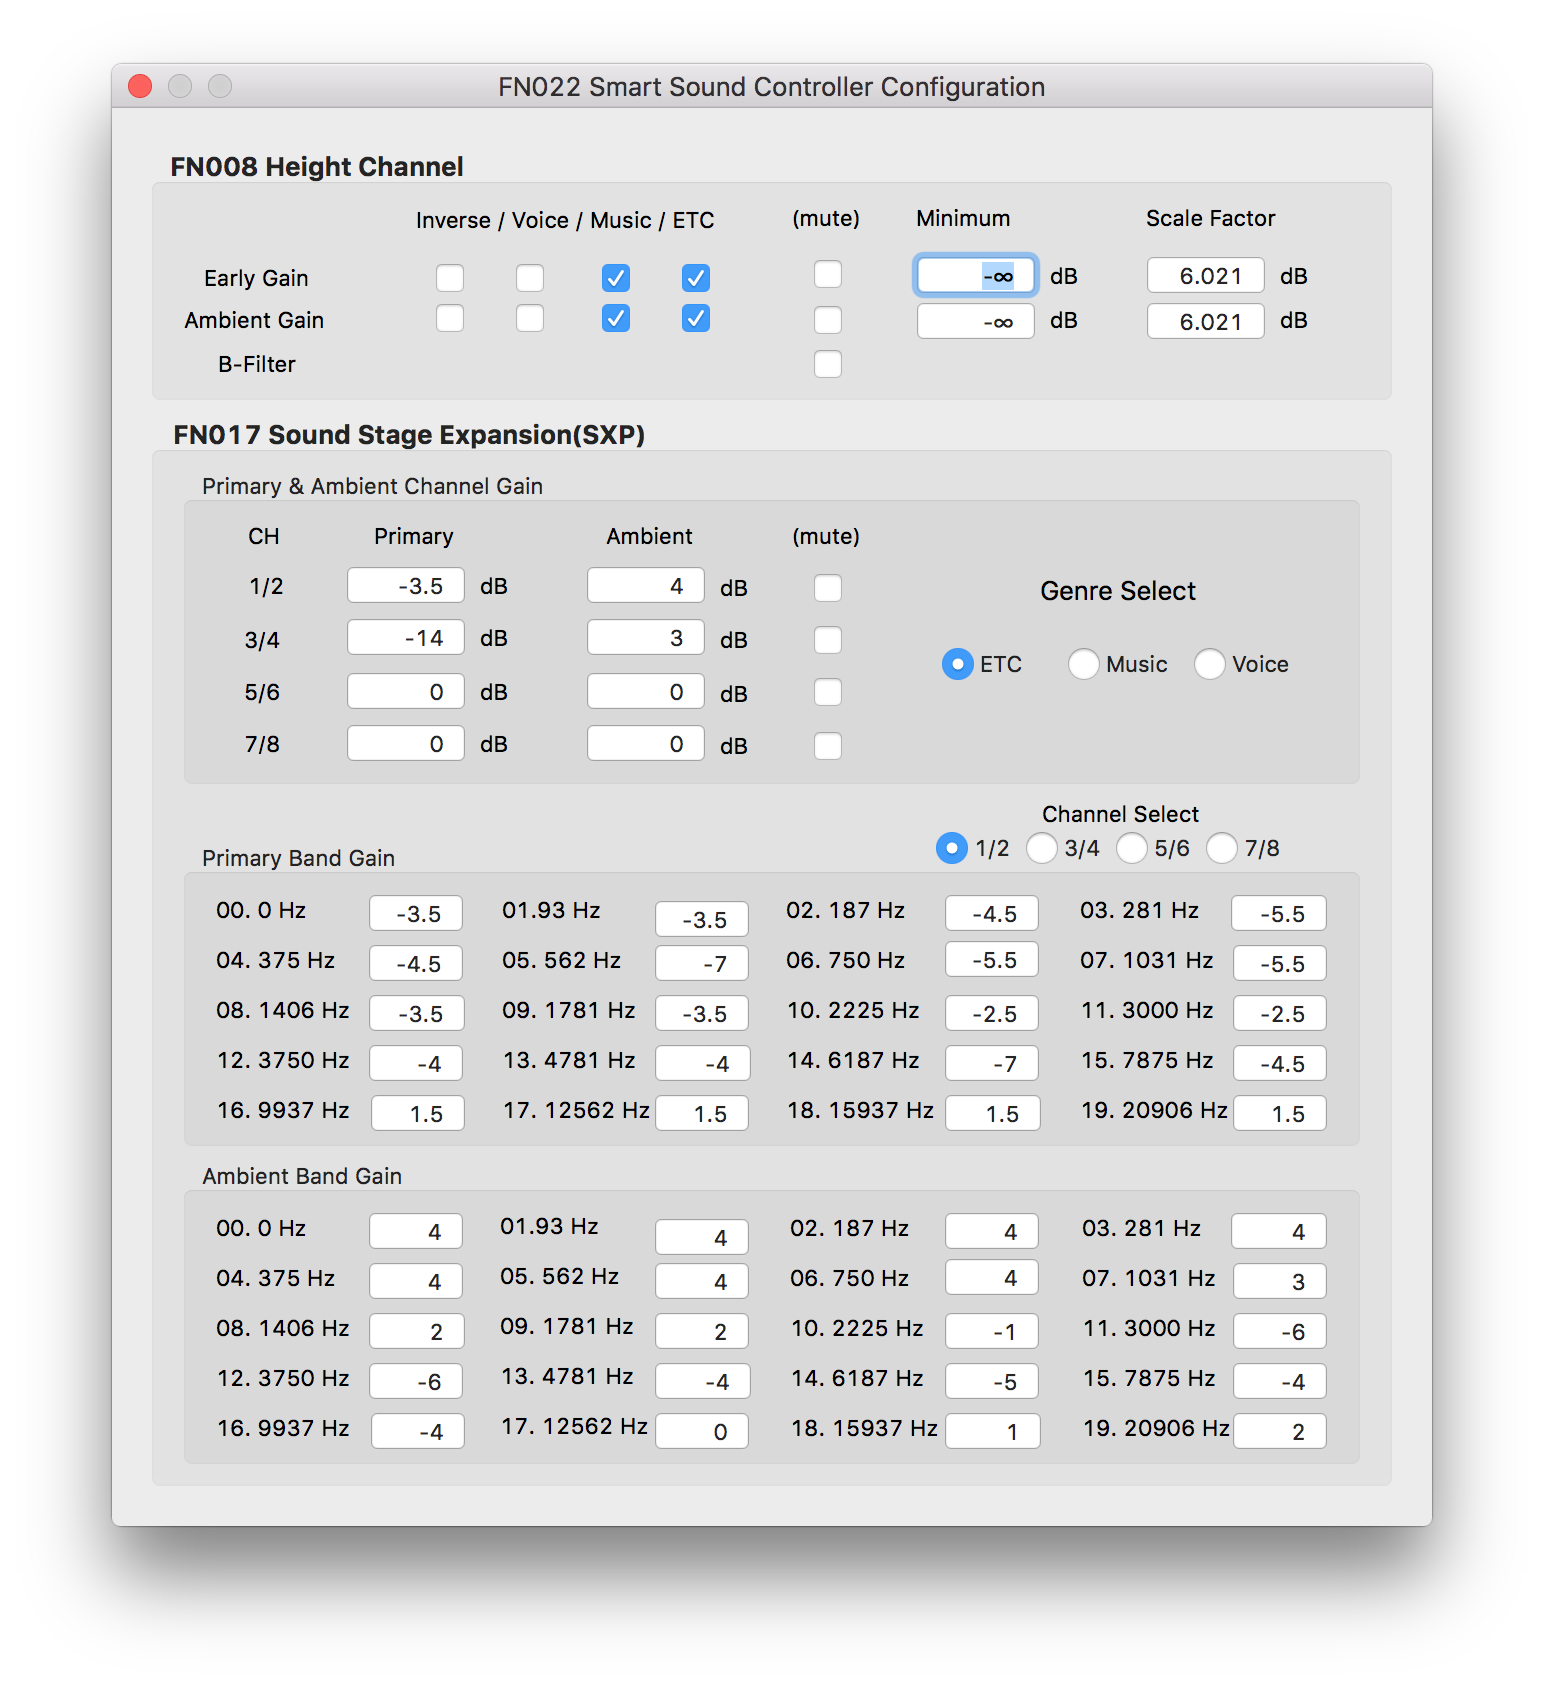 FN022 Smart Sound Controller Configuration
FN008 Height Channel
Inverse / Voice / Music / ETC (mute) Minimum Scale Factor
Early Gain -∞ dB 6.021 dB
Ambient Gain -∞ dB 6.021 dB
B-Filter
FN017 Sound Stage Expansion(SXP)
Primary & Ambient Channel Gain
CH Primary Ambient (mute)
1/2 -3.5 dB 4 dB
Genre Select
3/4 -14 dB 3 dB
ETC Music Voice
5/6 0 dB 0 dB
7/8 0 dB 0 dB
Channel Select
1/2 3/4 5/6 7/8
Primary Band Gain
00. 0 Hz -3.5 01.93 Hz -3.5 02. 187 Hz -4.5 03. 281 Hz -5.5
04. 375 Hz -4.5 05. 562 Hz -7 06. 750 Hz -5.5 07. 1031 Hz -5.5
08. 1406 Hz -3.5 09. 1781 Hz -3.5 10. 2225 Hz -2.5 11. 3000 Hz -2.5
12. 3750 Hz -4 13. 4781 Hz -4 14. 6187 Hz -7 15. 7875 Hz -4.5
16. 9937 Hz 1.5 17. 12562 Hz 1.5 18. 15937 Hz 1.5 19. 20906 Hz 1.5
Ambient Band Gain
00. 0 Hz 4 01.93 Hz 4 02. 187 Hz 4 03. 281 Hz 4
04. 375 Hz 4 05. 562 Hz 4 06. 750 Hz 4 07. 1031 Hz 3
08. 1406 Hz 2 09. 1781 Hz 2 10. 2225 Hz -1 11. 3000 Hz -6
12. 3750 Hz -6 13. 4781 Hz -4 14. 6187 Hz -5 15. 7875 Hz -4
16. 9937 Hz -4 17. 12562 Hz 0 18. 15937 Hz 1 19. 20906 Hz 2